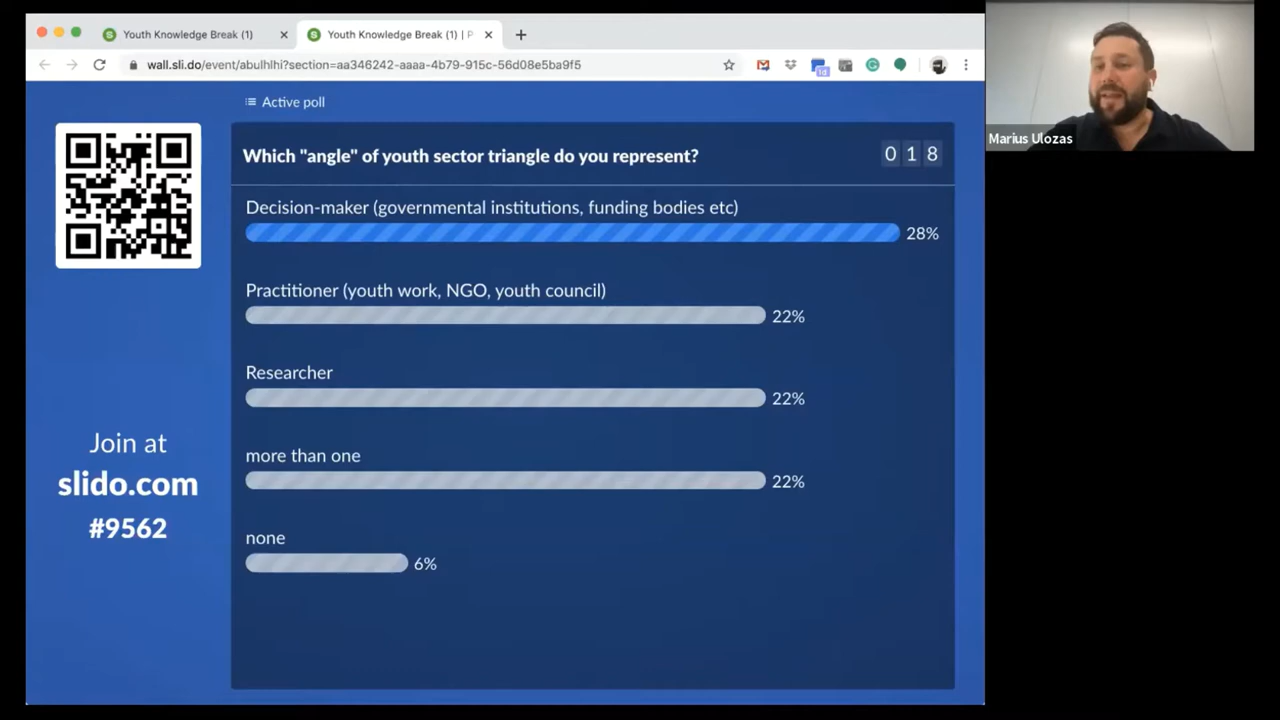 Youth Knowledge Break (1)
Youth Knowledge Break (1) | P
wall.sli.do/event/abulhlhi?section=aa346242-aaaa-4b79-915c-56d08e5ba9f5
Active poll
Which "angle" of youth sector triangle do you represent?
018
Decision-maker (governmental institutions, funding bodies etc)
28%
Practitioner (youth work, NGO, youth council)
22%
Researcher
22%
more than one
22%
none
6%
Join at
slido.com
#9562
Marius Ulozas